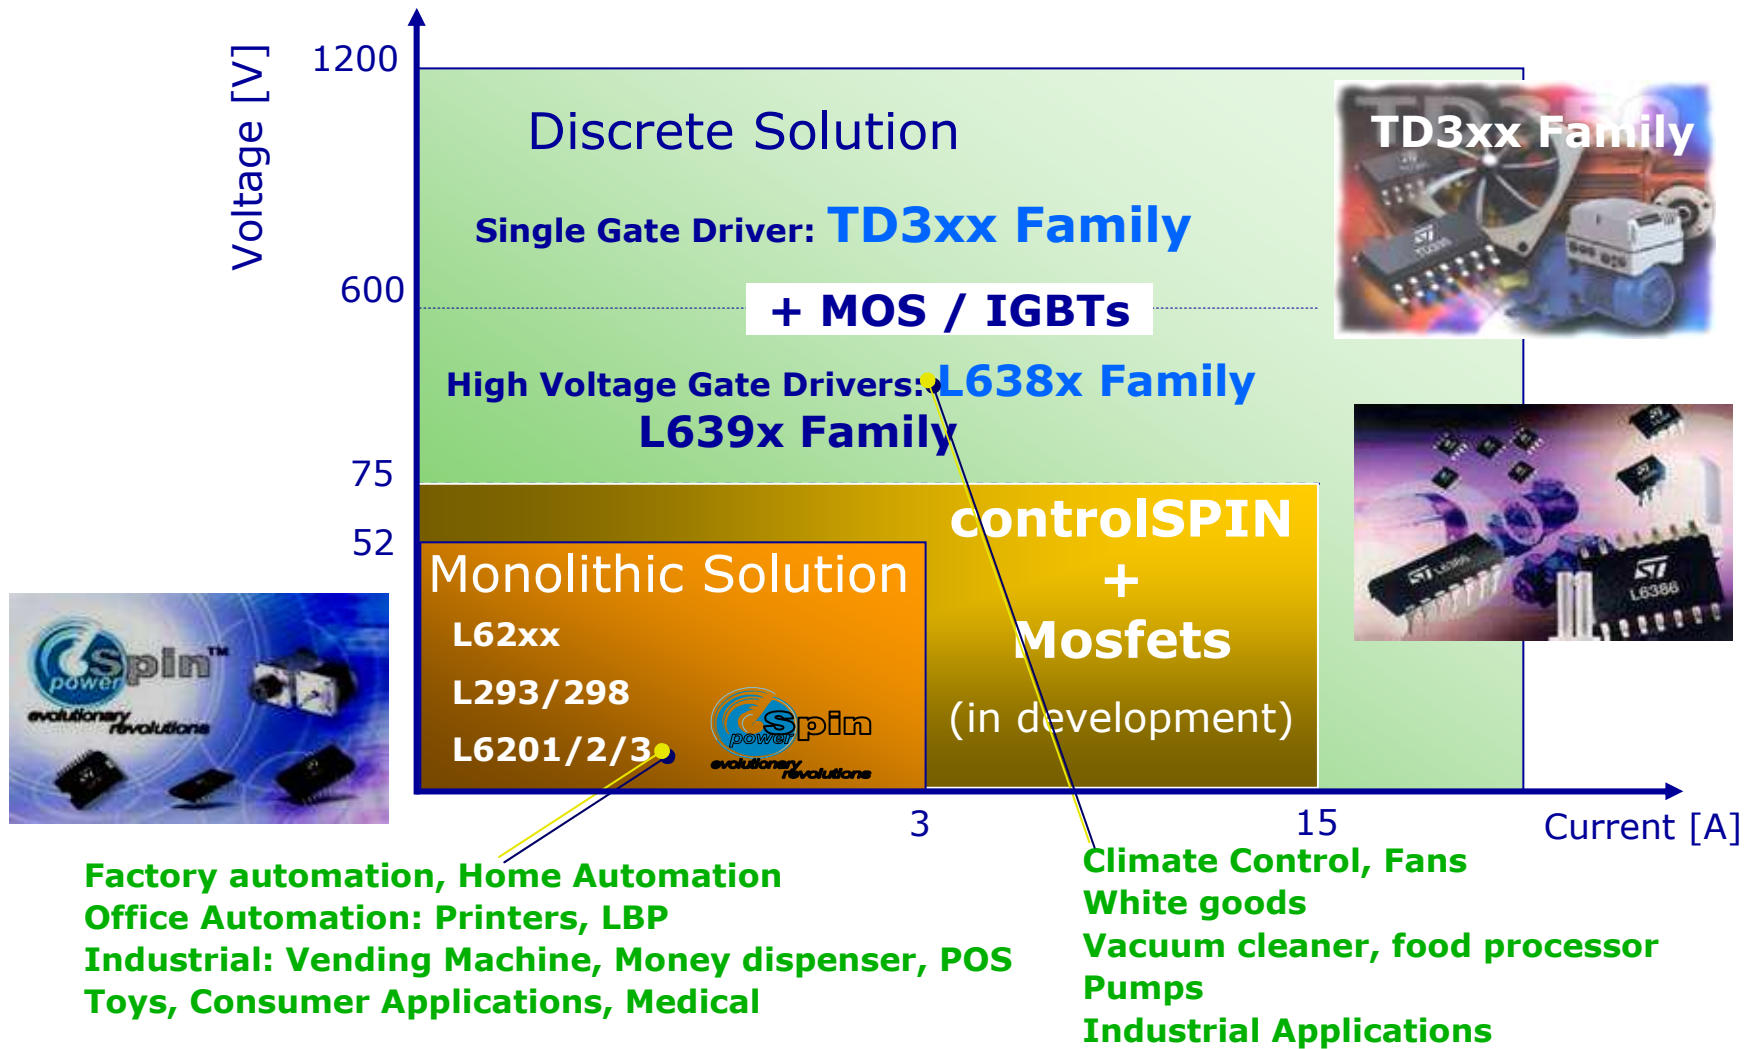 Voltage [V]
1200
Discrete Solution
TD350
TD3xx Family
Single Gate Driver: TD3xx Family
600
+ MOS / IGBTs
High Voltage Gate Drivers: L638x Family
L639x Family
75
52
controlSPIN
+
Mosfets
(in development)
Monolithic Solution
L62xx
L293/298
L6201/2/3
power Spin
evolutionary
revolutions
power Spin™
evolutionary
revolutions
L6386
L6386
3
15
Current [A]
Factory automation, Home Automation
Office Automation: Printers, LBP
Industrial: Vending Machine, Money dispenser, POS
Toys, Consumer Applications, Medical
Climate Control, Fans
White goods
Vacuum cleaner, food processor
Pumps
Industrial Applications